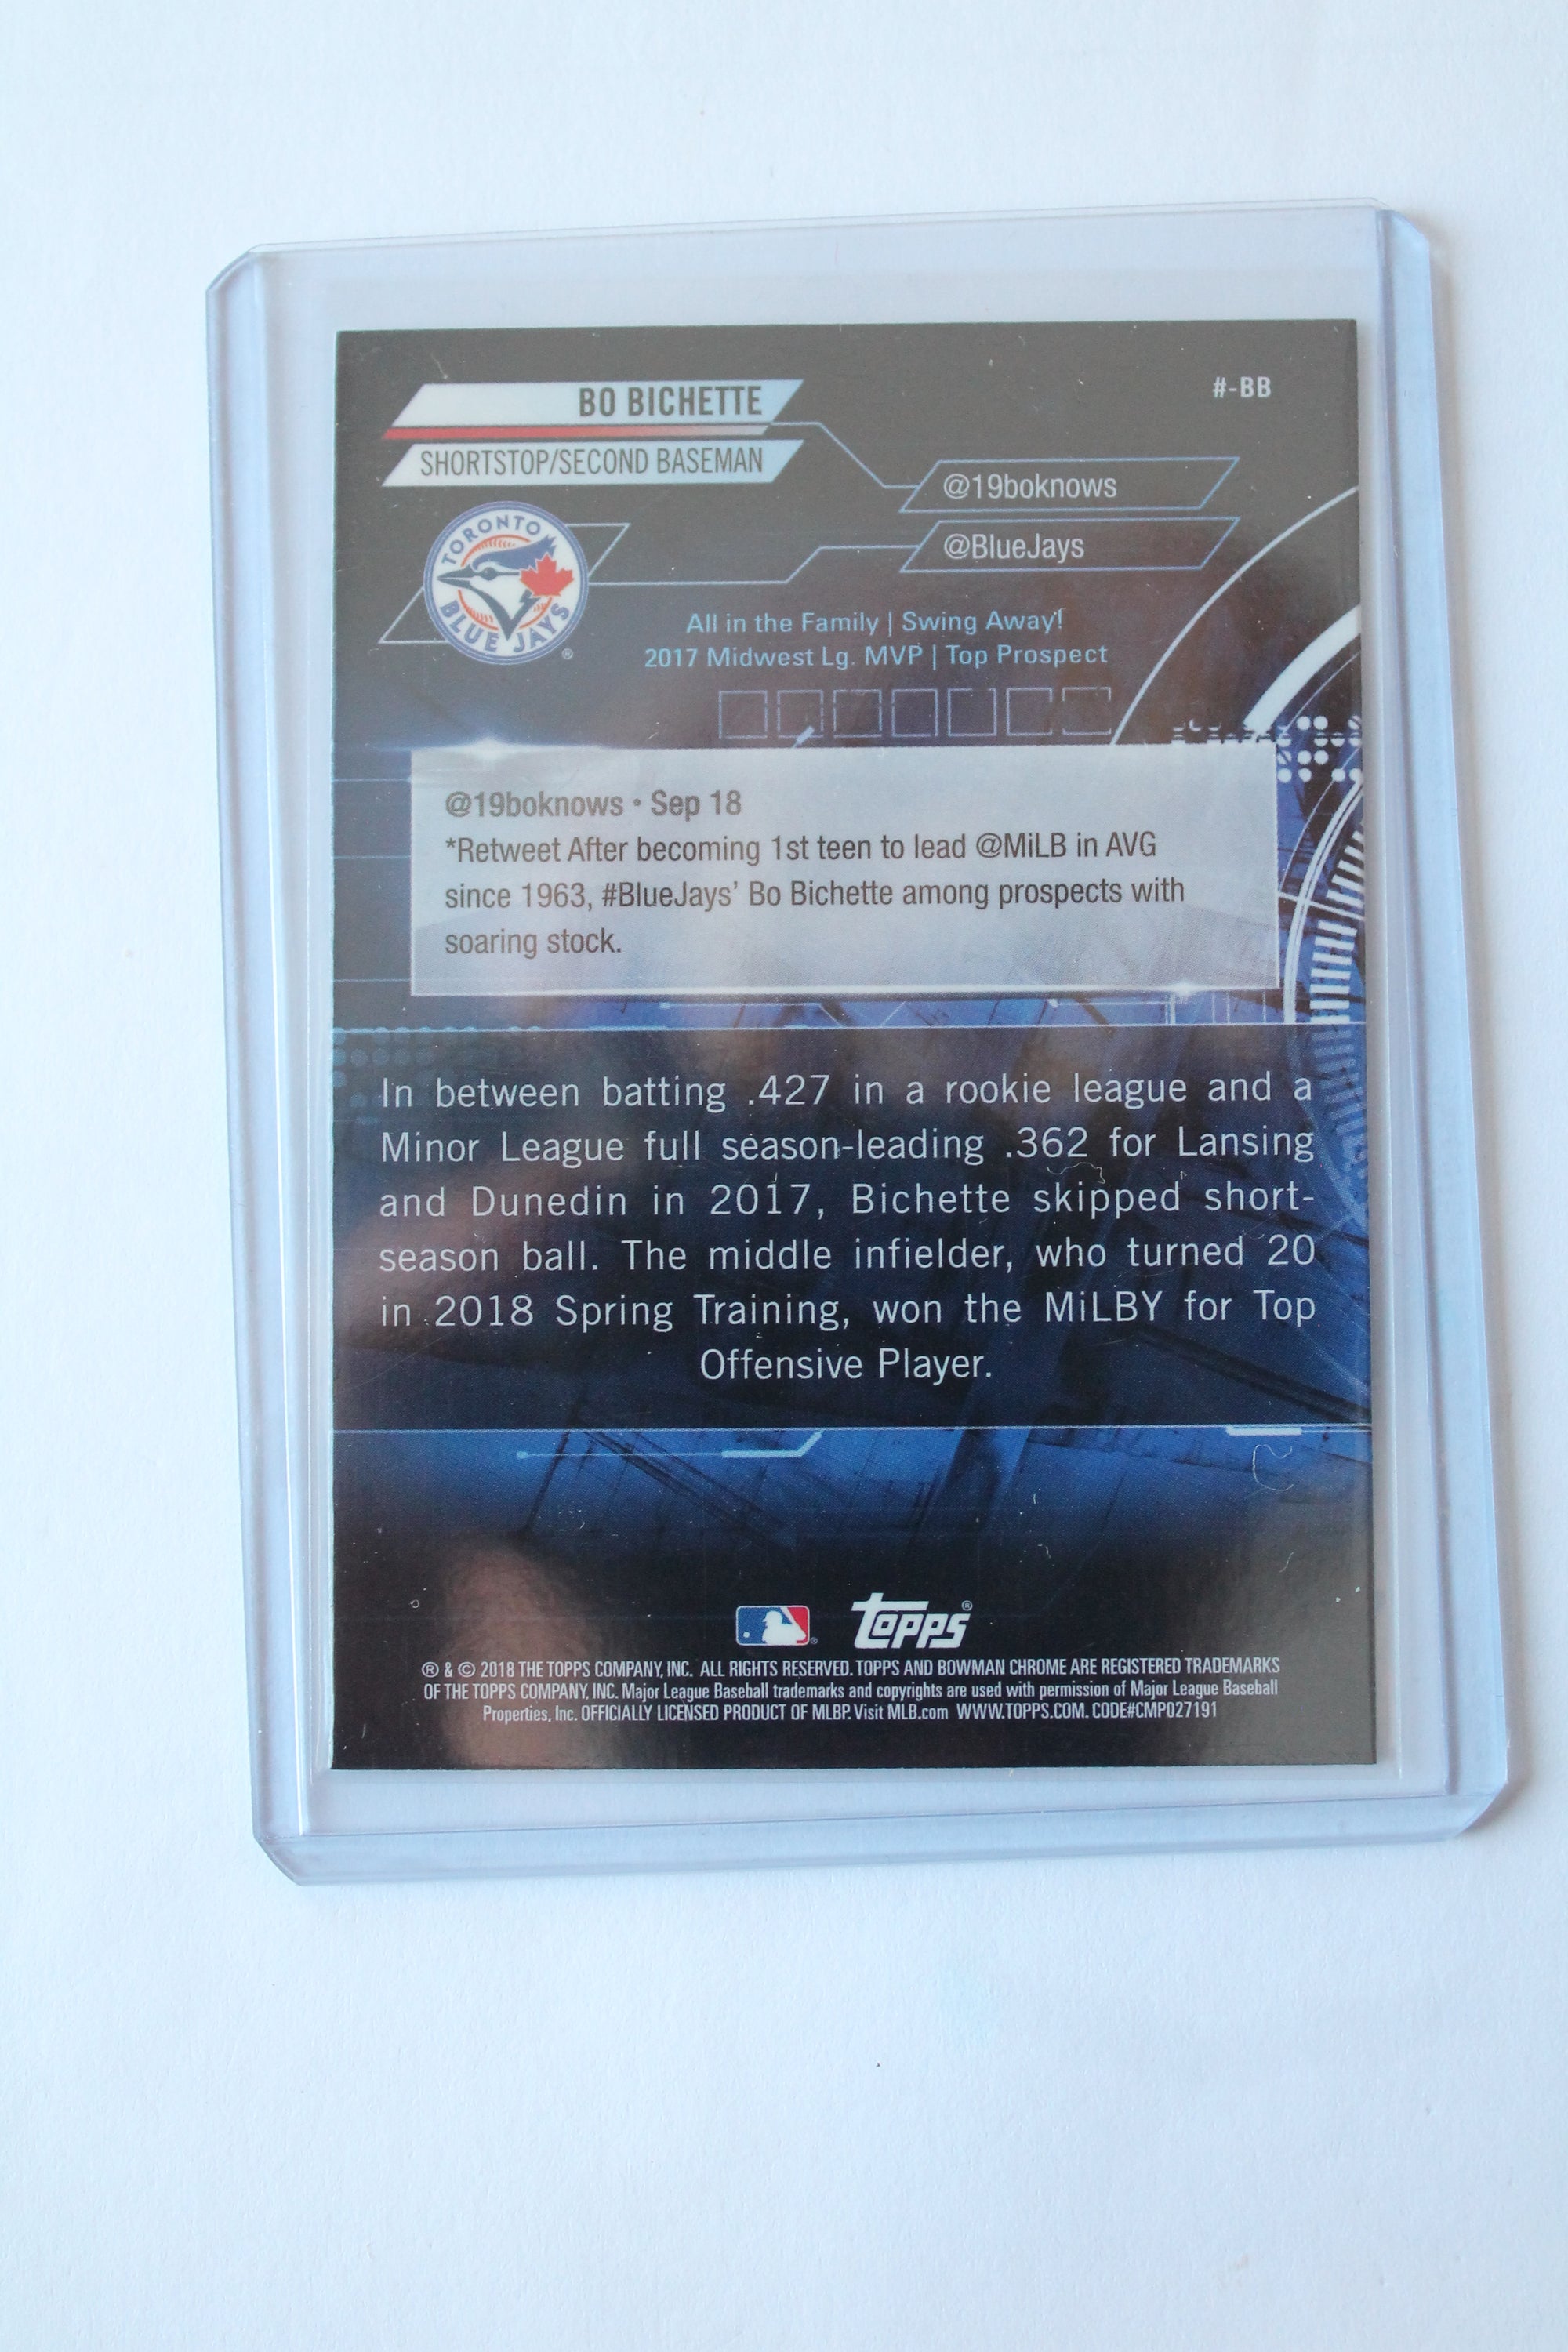 BO BICHETTE
#-BB
SHORTSTOP/SECOND BASEMAN
@19boknows
@BlueJays
TORONTO
BLUE JAYS
®
All in the Family | Swing Away!
2017 Midwest Lg. MVP | Top Prospect
@19boknows • Sep 18
*Retweet After becoming 1st teen to lead @MiLB in AVG
since 1963, #BlueJays' Bo Bichette among prospects with
soaring stock.
In between batting .427 in a rookie league and a
Minor League full season-leading .362 for Lansing
and Dunedin in 2017, Bichette skipped short-
season ball. The middle infielder, who turned 20
in 2018 Spring Training, won the MiLBY for Top
Offensive Player.
® TOPPS ®
® & © 2018 THE TOPPS COMPANY, INC. ALL RIGHTS RESERVED. TOPPS AND BOWMAN CHROME ARE REGISTERED TRADEMARKS
OF THE TOPPS COMPANY, INC. Major League Baseball trademarks and copyrights are used with permission of Major League Baseball
Properties, Inc. OFFICIALLY LICENSED PRODUCT OF MLBP. Visit MLB.com WWW.TOPPS.COM. CODE#CMP027191